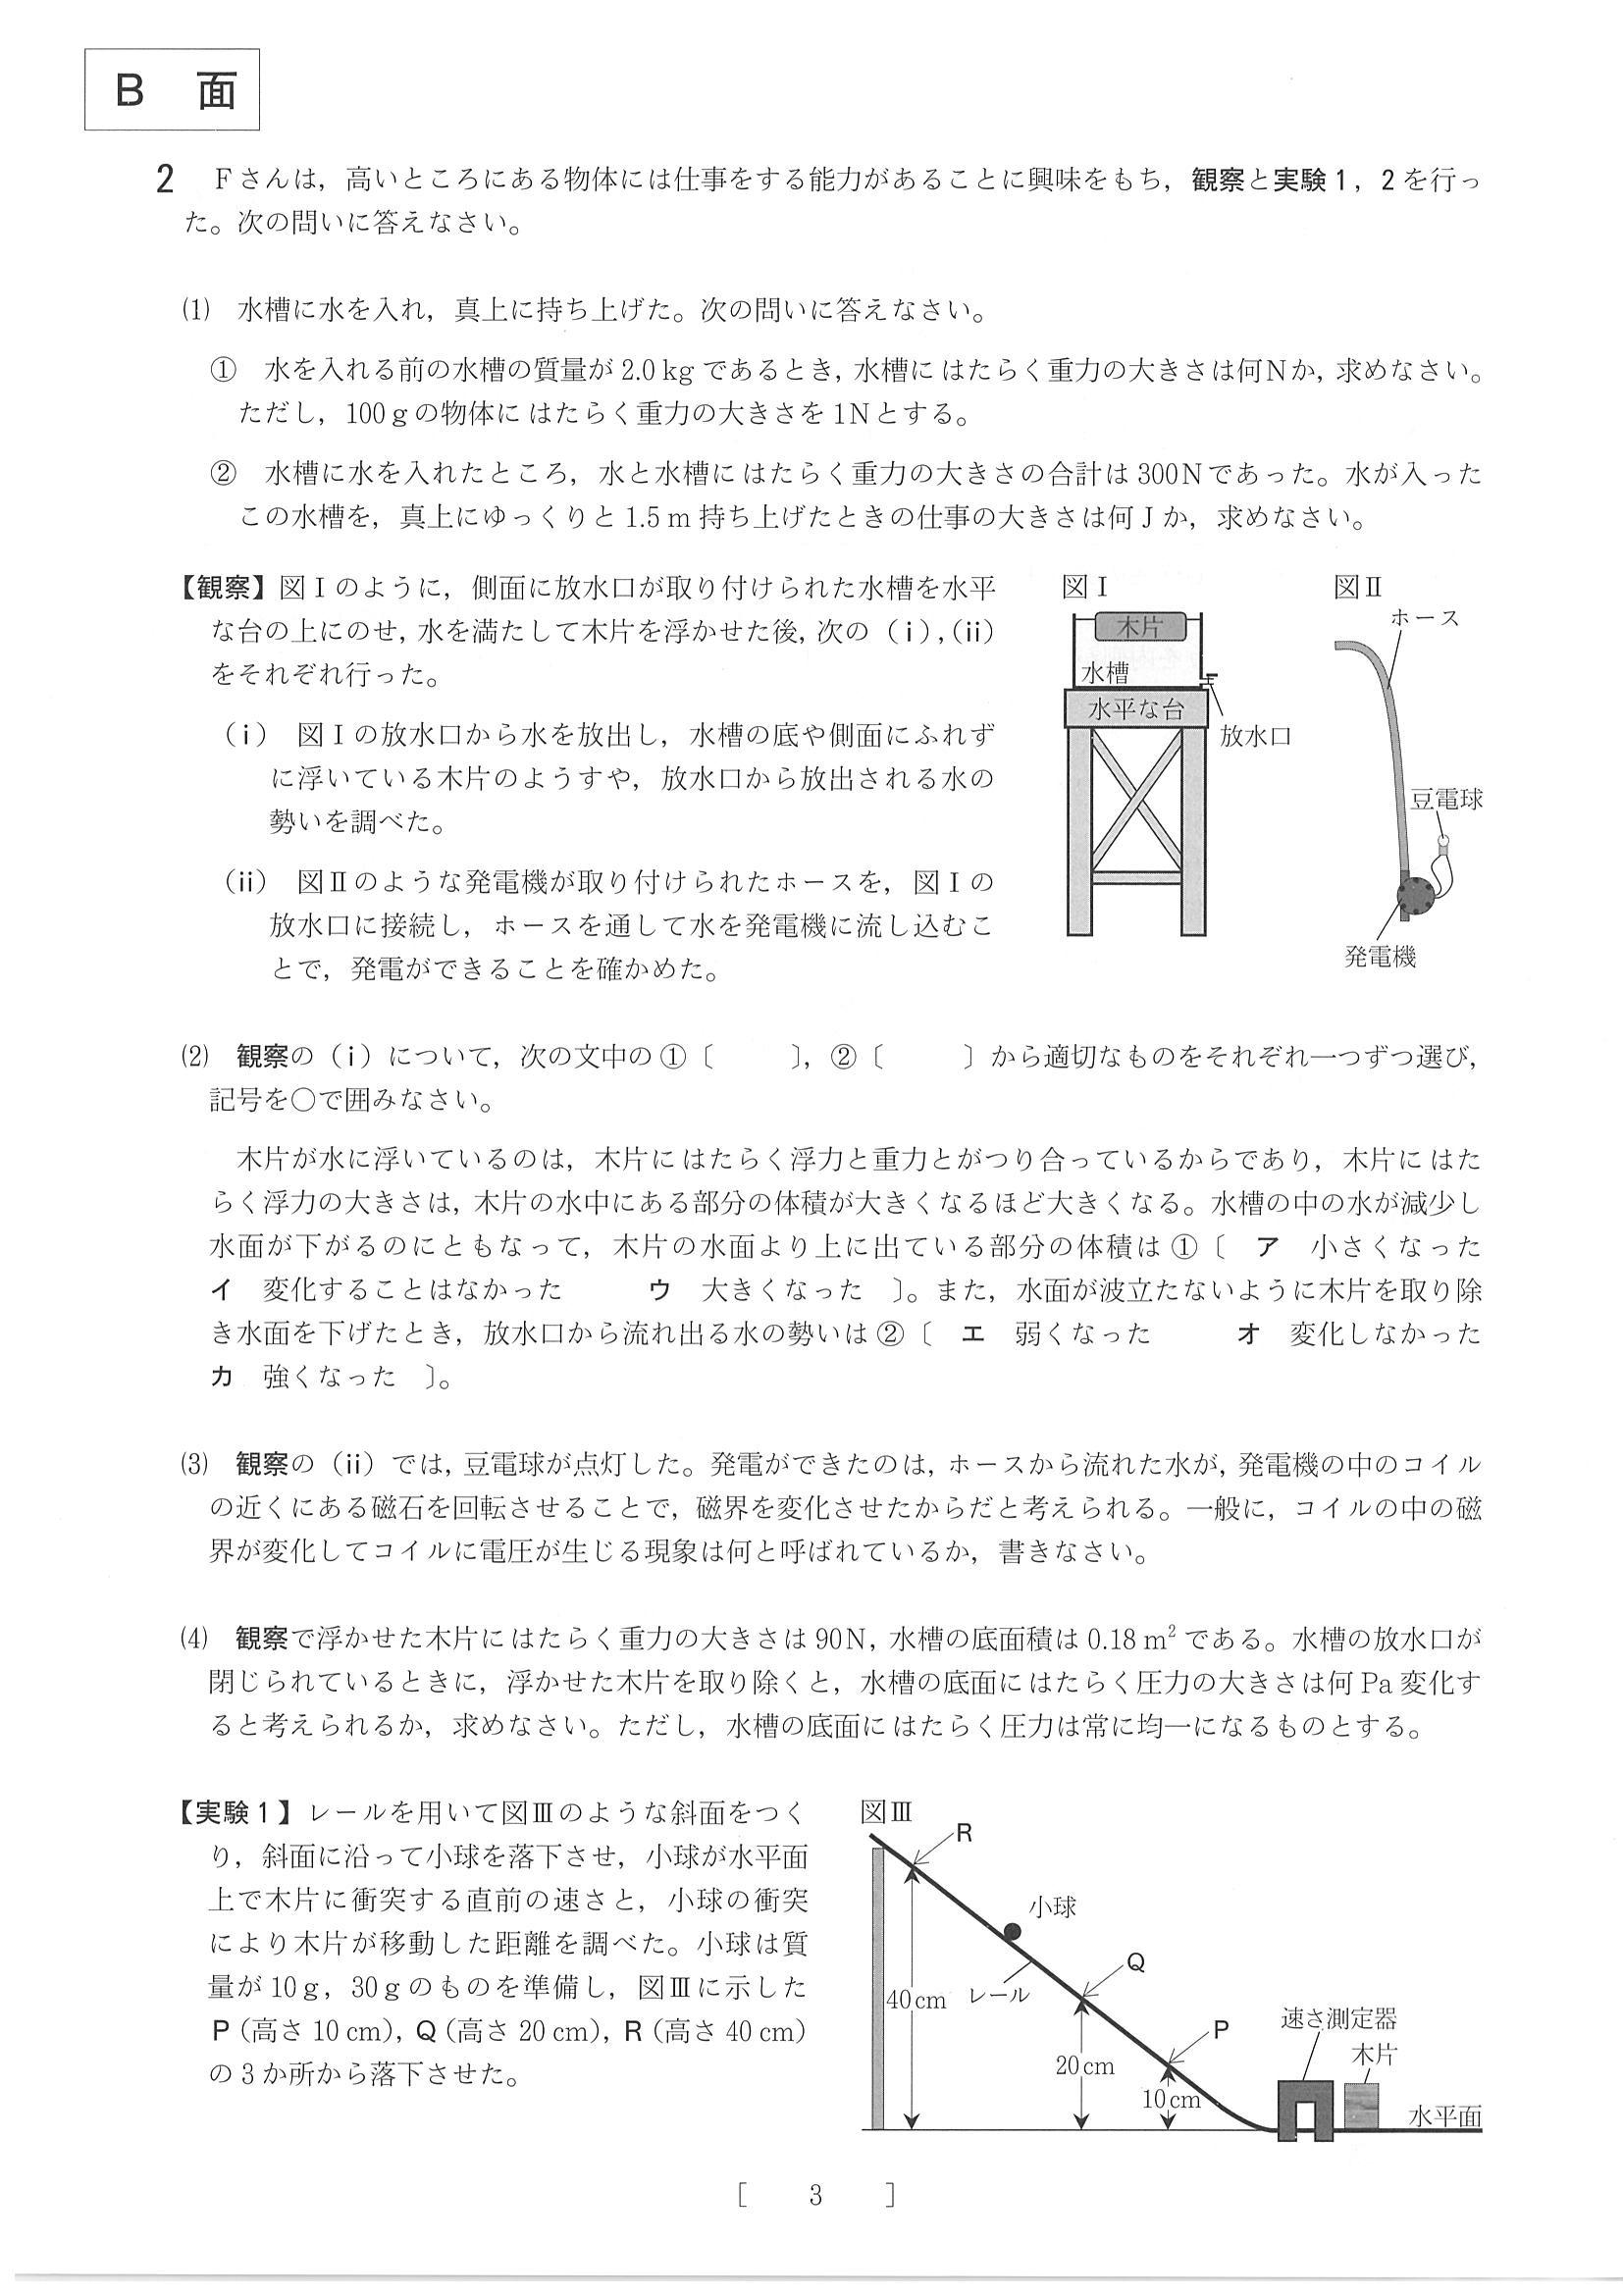 B 面
2 Fさんは，高いところにある物体には仕事をする能力があることに興味をもち，観察と実験1，2を行っ
た。次の問いに答えなさい。
(1) 水槽に水を入れ，真上に持ち上げた。次の問いに答えなさい。
① 水を入れる前の水槽の質量が2.0 kgであるとき，水槽にはたらく重力の大きさは何Nか，求めなさい。
ただし，100 gの物体にはたらく重力の大きさを1Nとする。
② 水槽に水を入れたところ，水と水槽にはたらく重力の大きさの合計は300Nであった。水が入った
この水槽を，真上にゆっくりと1.5 m持ち上げたときの仕事の大きさは何Jか，求めなさい。
【観察】図Ⅰのように，側面に放水口が取り付けられた水槽を水平
な台の上にのせ，水を満たして木片を浮かせた後，次の（ⅰ），（ⅱ）
をそれぞれ行った。
（ⅰ） 図Ⅰの放水口から水を放出し，水槽の底や側面にふれず
に浮いている木片のようすや，放水口から放出される水の
勢いを調べた。
（ⅱ） 図Ⅱのような発電機が取り付けられたホースを，図Ⅰの
放水口に接続し，ホースを通して水を発電機に流し込むこ
とで，発電ができることを確かめた。
図Ⅰ
木片
水槽
水平な台
放水口
図Ⅱ
ホース
豆電球
発電機
(2) 観察の（ⅰ）について，次の文中の①〔　　〕，②〔　　〕から適切なものをそれぞれ一つずつ選び，
記号を○で囲みなさい。
木片が水に浮いているのは，木片にはたらく浮力と重力とがつり合っているからであり，木片にはた
らく浮力の大きさは，木片の水中にある部分の体積が大きくなるほど大きくなる。水槽の中の水が減少し
水面が下がるのにともなって，木片の水面より上に出ている部分の体積は①〔 ア 小さくなった
イ 変化することはなかった ウ 大きくなった 〕。また，水面が波立たないように木片を取り除
き水面を下げたとき，放水口から流れ出る水の勢いは②〔 エ 弱くなった オ 変化しなかった
カ 強くなった 〕。
(3) 観察の（ⅱ）では，豆電球が点灯した。発電ができたのは，ホースから流れた水が，発電機の中のコイル
の近くにある磁石を回転させることで，磁界を変化させたからだと考えられる。一般に，コイルの中の磁
界が変化してコイルに電圧が生じる現象は何と呼ばれているか，書きなさい。
(4) 観察で浮かせた木片にはたらく重力の大きさは90N，水槽の底面積は0.18 m²である。水槽の放水口が
閉じられているときに，浮かせた木片を取り除くと，水槽の底面にはたらく圧力の大きさは何Pa変化す
ると考えられるか，求めなさい。ただし，水槽の底面にはたらく圧力は常に均一になるものとする。
【実験1】レールを用いて図Ⅲのような斜面をつく
り，斜面に沿って小球を落下させ，小球が水平面
上で木片に衝突する直前の速さと，小球の衝突
により木片が移動した距離を調べた。小球は質
量が10 g，30 gのものを準備し，図Ⅲに示した
P（高さ10 cm），Q（高さ20 cm），R（高さ40 cm）
の3か所から落下させた。
図Ⅲ
R
小球
Q
40 cm
レール
P
速さ測定器
木片
20 cm
10 cm
水平面
［ 3 ］